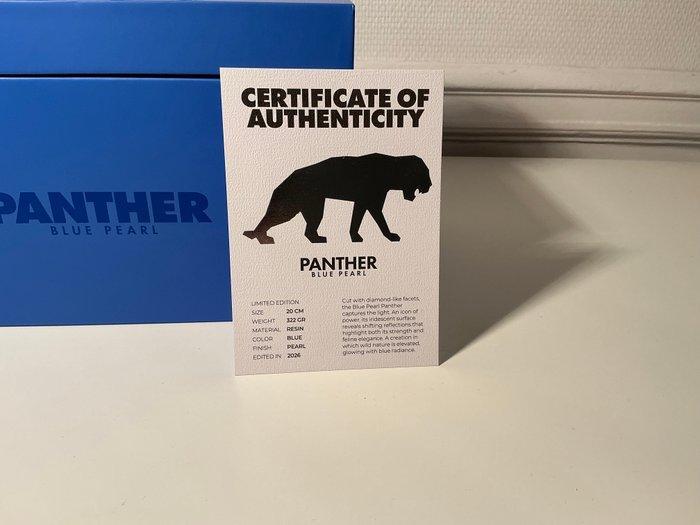 CERTIFICATE OF
AUTHENTICITY
PANTHER
BLUE PEARL
PANTHER
BLUE PEARL
LIMITED EDITION
SIZE 20 CM
WEIGHT 322 GR
MATERIAL RESIN
COLOR BLUE
FINISH PEARL
EDITED IN 2026
Cut with diamond-like facets,
the Blue Pearl Panther
captures the light. An icon of
power, its iridescent surface
reveals shifting reflections that
highlight both its strength and
feline elegance. A creation in
which wild nature is elevated,
glowing with blue radiance.